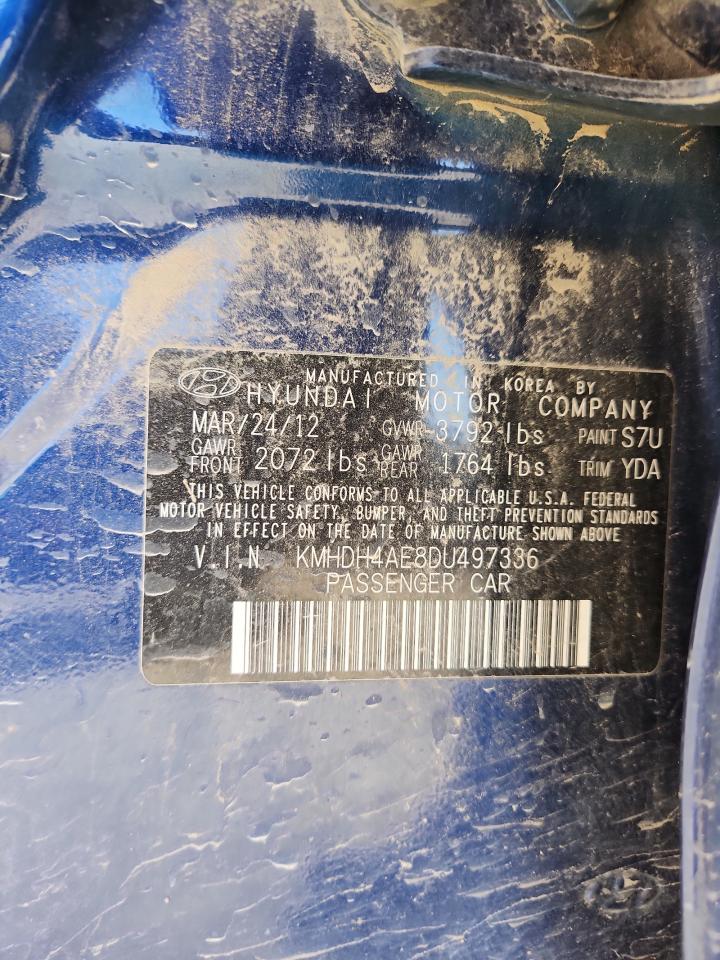 MANUFACTURED IN KOREA BY
HYUNDAI MOTOR COMPANY
MAR/24/12 GVWR 3792 lbs PAINT S7U
GAWR FRONT 2072 lbs GAWR REAR 1764 lbs TRIM YDA
THIS VEHICLE CONFORMS TO ALL APPLICABLE U.S.A. FEDERAL
MOTOR VEHICLE SAFETY, BUMPER, AND THEFT PREVENTION STANDARDS
IN EFFECT ON THE DATE OF MANUFACTURE SHOWN ABOVE
V.I.N. KMHDH4AE8DU497336
PASSENGER CAR